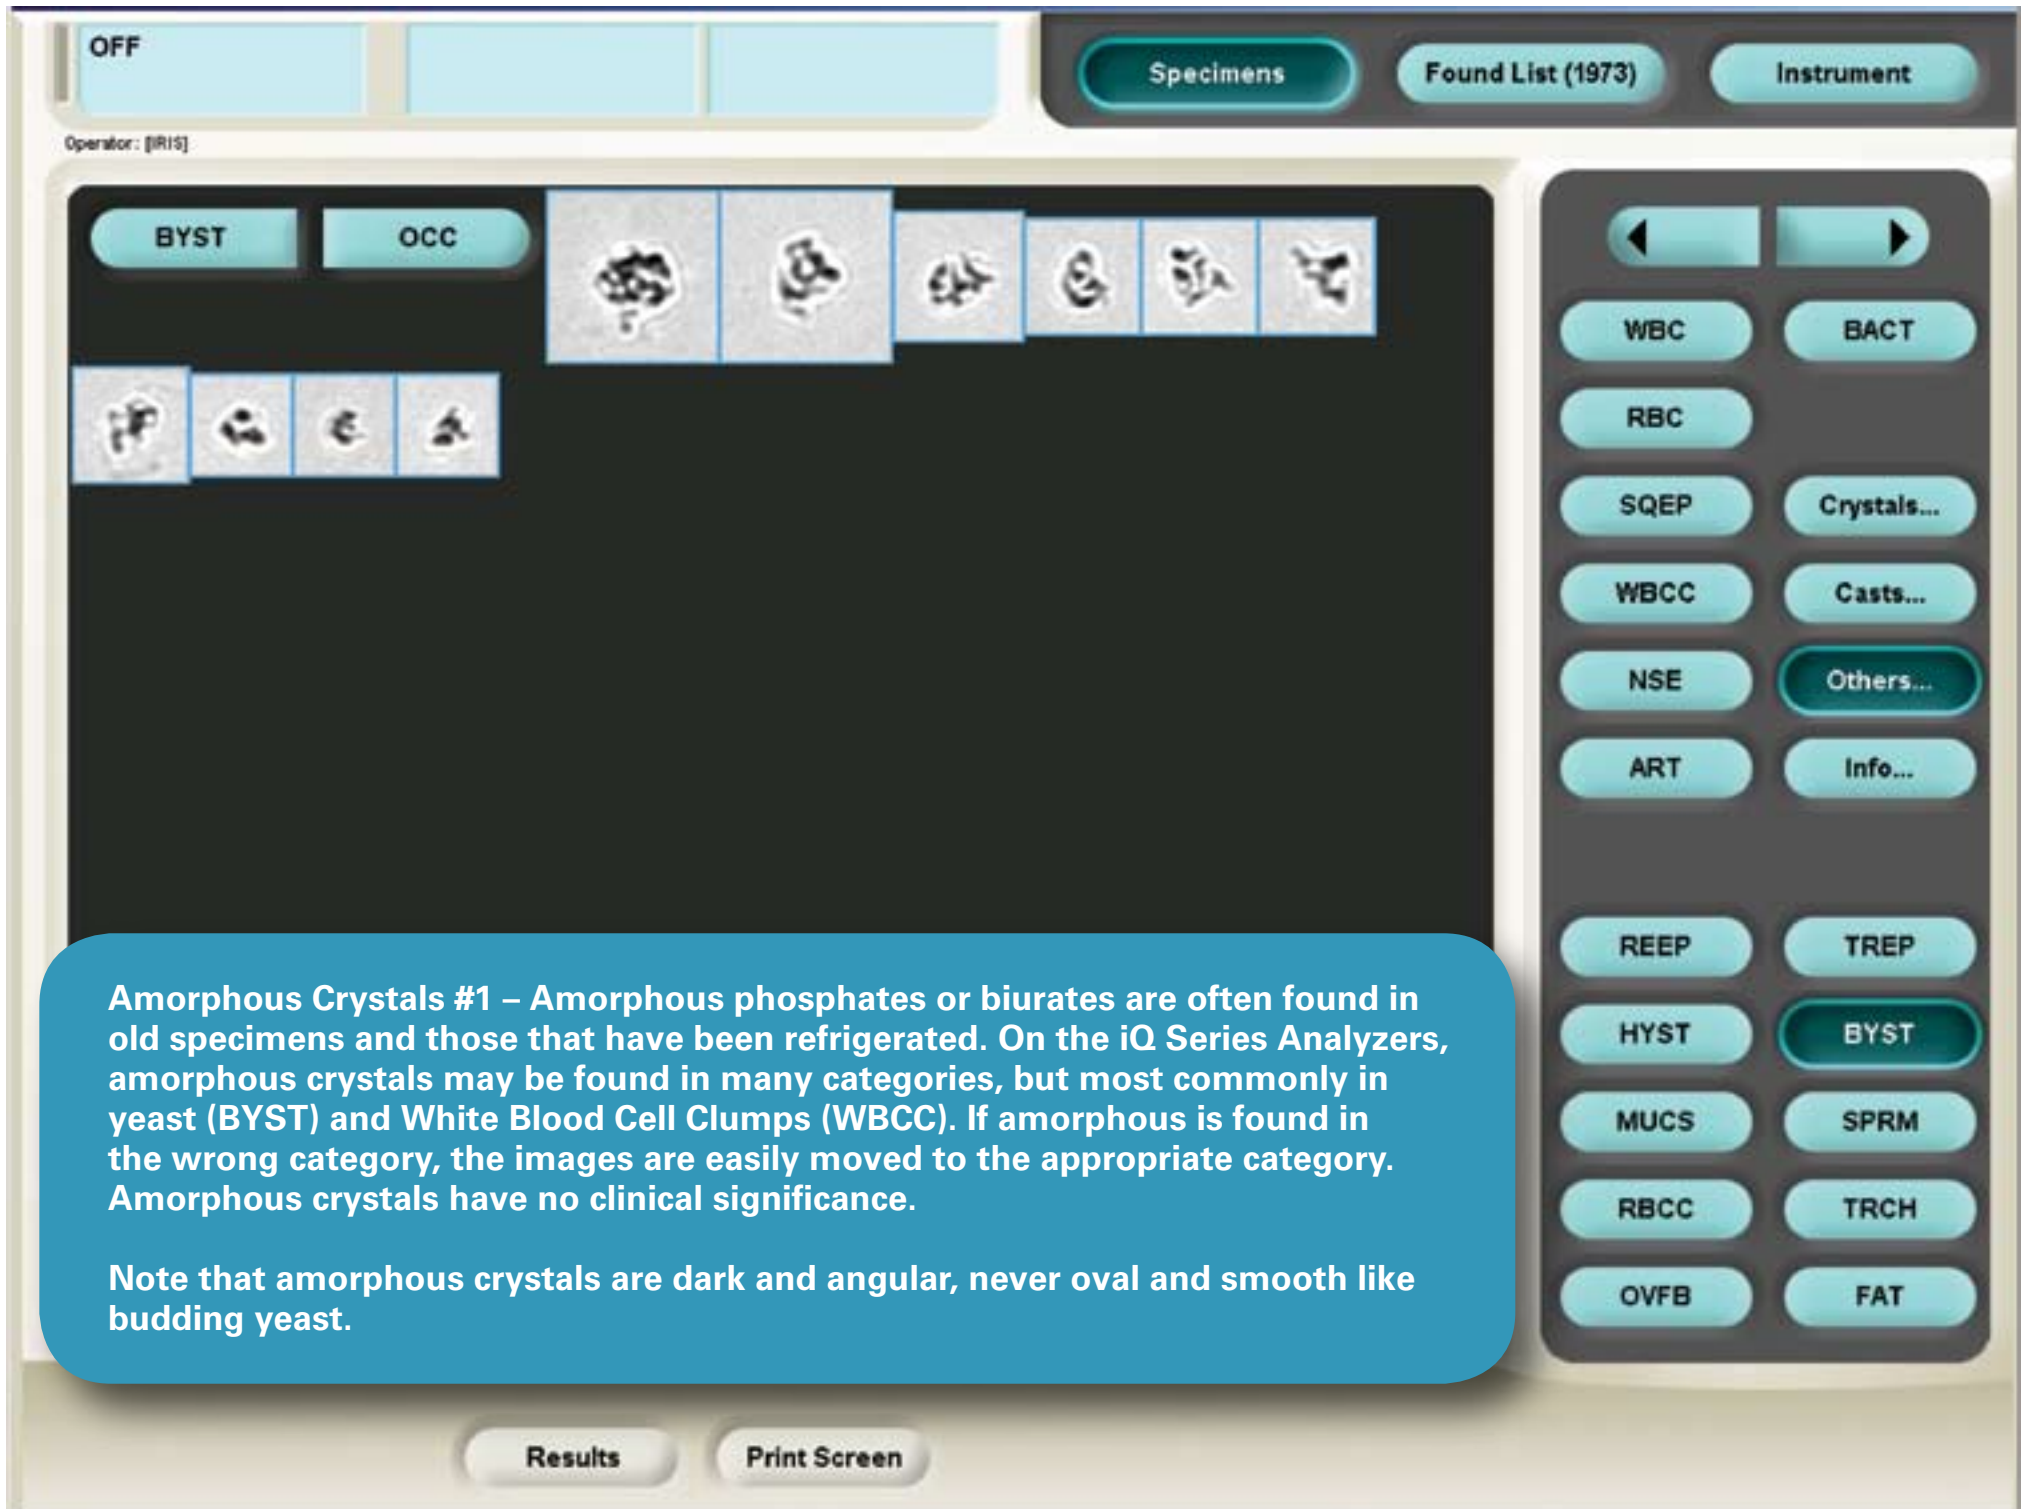 OFF
Specimens
Found List (1973)
Instrument
Operator: [IRIS]
BYST
OCC
WBC
BACT
RBC
SQEP
Crystals...
WBCC
Casts...
NSE
Others...
ART
Info...
REEP
TREP
HYST
BYST
MUCS
SPRM
RBCC
TRCH
OVFB
FAT
Amorphous Crystals #1 – Amorphous phosphates or biurates are often found in
old specimens and those that have been refrigerated. On the iQ Series Analyzers,
amorphous crystals may be found in many categories, but most commonly in
yeast (BYST) and White Blood Cell Clumps (WBCC). If amorphous is found in
the wrong category, the images are easily moved to the appropriate category.
Amorphous crystals have no clinical significance.
Note that amorphous crystals are dark and angular, never oval and smooth like
budding yeast.
Results
Print Screen